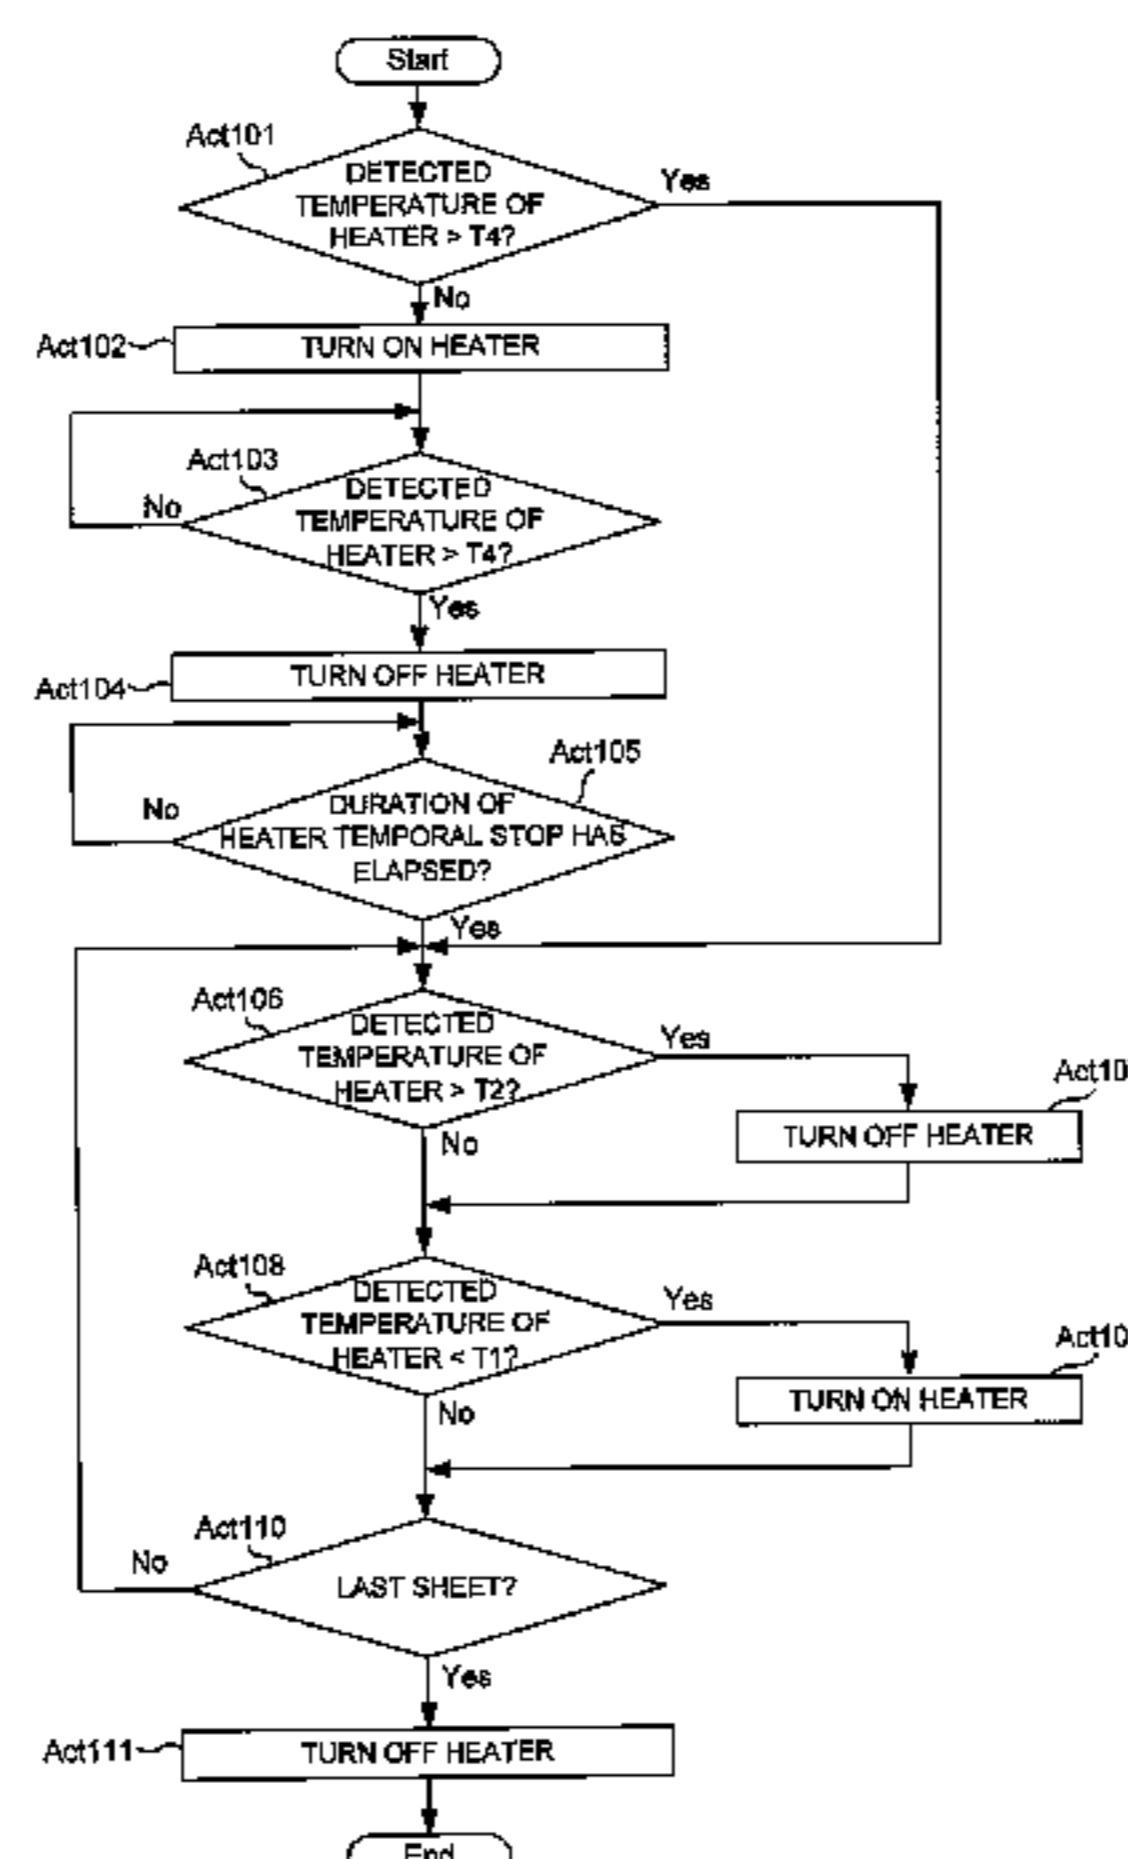 Start
Act101
DETECTED
TEMPERATURE OF
HEATER > T4?
Yes
No
Act102
TURN ON HEATER
Act103
DETECTED
TEMPERATURE OF
HEATER > T4?
No
Yes
Act104
TURN OFF HEATER
Act105
DURATION OF
HEATER TEMPORAL STOP HAS
ELAPSED?
No
Yes
Act106
DETECTED
TEMPERATURE OF
HEATER > T2?
Yes
No
Act10
TURN OFF HEATER
Act108
DETECTED
TEMPERATURE OF
HEATER < T1?
Yes
No
Act10
TURN ON HEATER
Act110
LAST SHEET?
No
Yes
Act111
TURN OFF HEATER
End